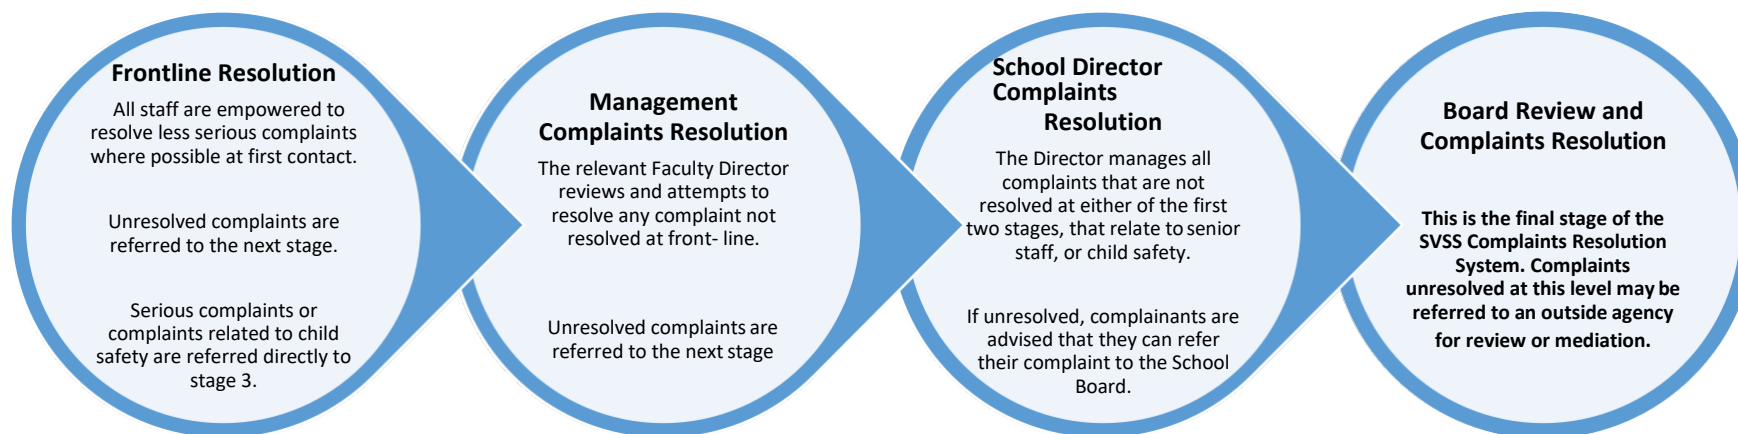 Frontline Resolution
All staff are empowered to
resolve less serious complaints
where possible at first contact.
Unresolved complaints are
referred to the next stage.
Serious complaints or
complaints related to child
safety are referred directly to
stage 3.
Management
Complaints Resolution
The relevant Faculty Director
reviews and attempts to
resolve any complaint not
resolved at front- line.
Unresolved complaints are
referred to the next stage
School Director
Complaints
Resolution
The Director manages all
complaints that are not
resolved at either of the first
two stages, that relate to senior
staff, or child safety.
If unresolved, complainants are
advised that they can refer
their complaint to the School
Board.
Board Review and
Complaints Resolution
This is the final stage of the
SVSS Complaints Resolution
System. Complaints
unresolved at this level may be
referred to an outside agency
for review or mediation.